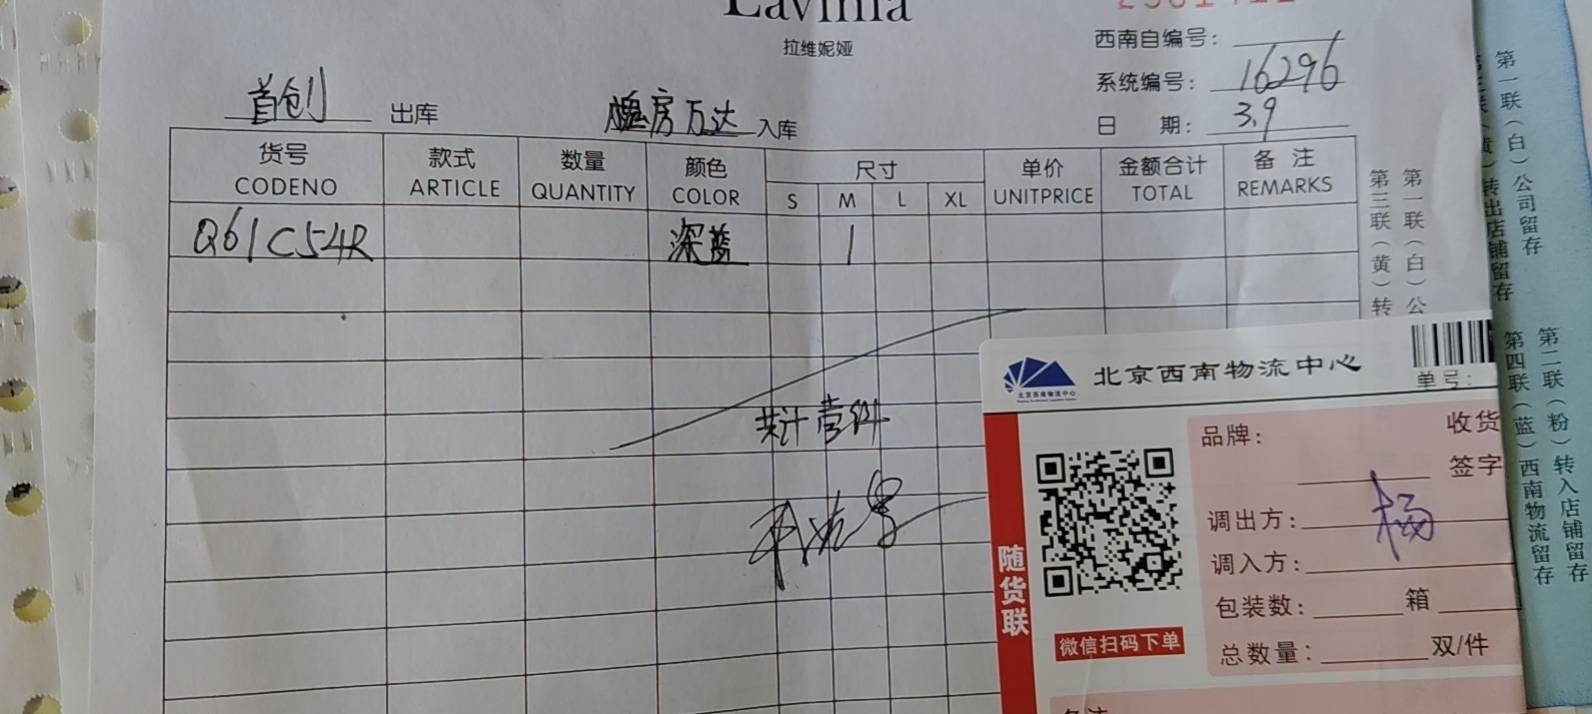 Lavinia
拉维妮娅
西南自编号：
系统编号： 16296
首创 出库 房万达 入库 日 期： 3.9
货号 款式 数量 颜色 尺寸 单价 金额合计 备 注
CODENO ARTICLE QUANTITY COLOR S M L XL UNITPRICE TOTAL REMARKS
Q61C54R 深蓝 1
共计壹件
第一联（白）公
第三联（黄）转
第一联（白）公司留存
转出店铺留存
第二联（粉）转入店铺留存
第四联（蓝）西南物流留存
北京西南物流中心
单号：
随货联
微信扫码下单
品牌： 收货
签字
调出方： 杨
调入方：
包装数： 箱
总数量： 双/件